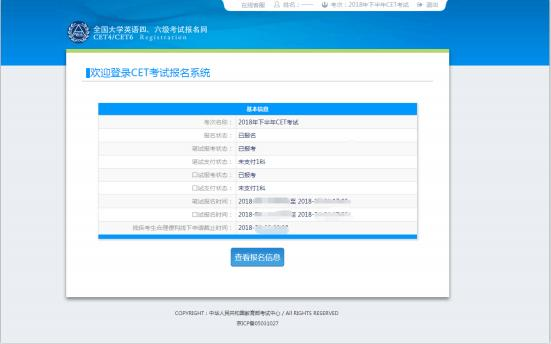 在线客服 姓名:—— 考次:2018年下半年CET考试 退出
全国大学英语四、六级考试报名网
CET4/CET6 Registration
欢迎登录CET考试报名系统
基本信息
考次名称: 2018年下半年CET考试
报名状态: 已报名
笔试报考状态: 已报考
笔试支付状态: 未支付1科
口试报考状态: 已报考
口试支付状态: 未支付1科
笔试报名时间: 2018- 至 2018-
口试报名时间: 2018- 至 2018-
残疾考生合理便利线下申请截止时间: 2018-
查看报名信息
COPYRIGHT:中华人民共和国教育部考试中心 / All RIGHTS RESERVED
京ICP备05031027